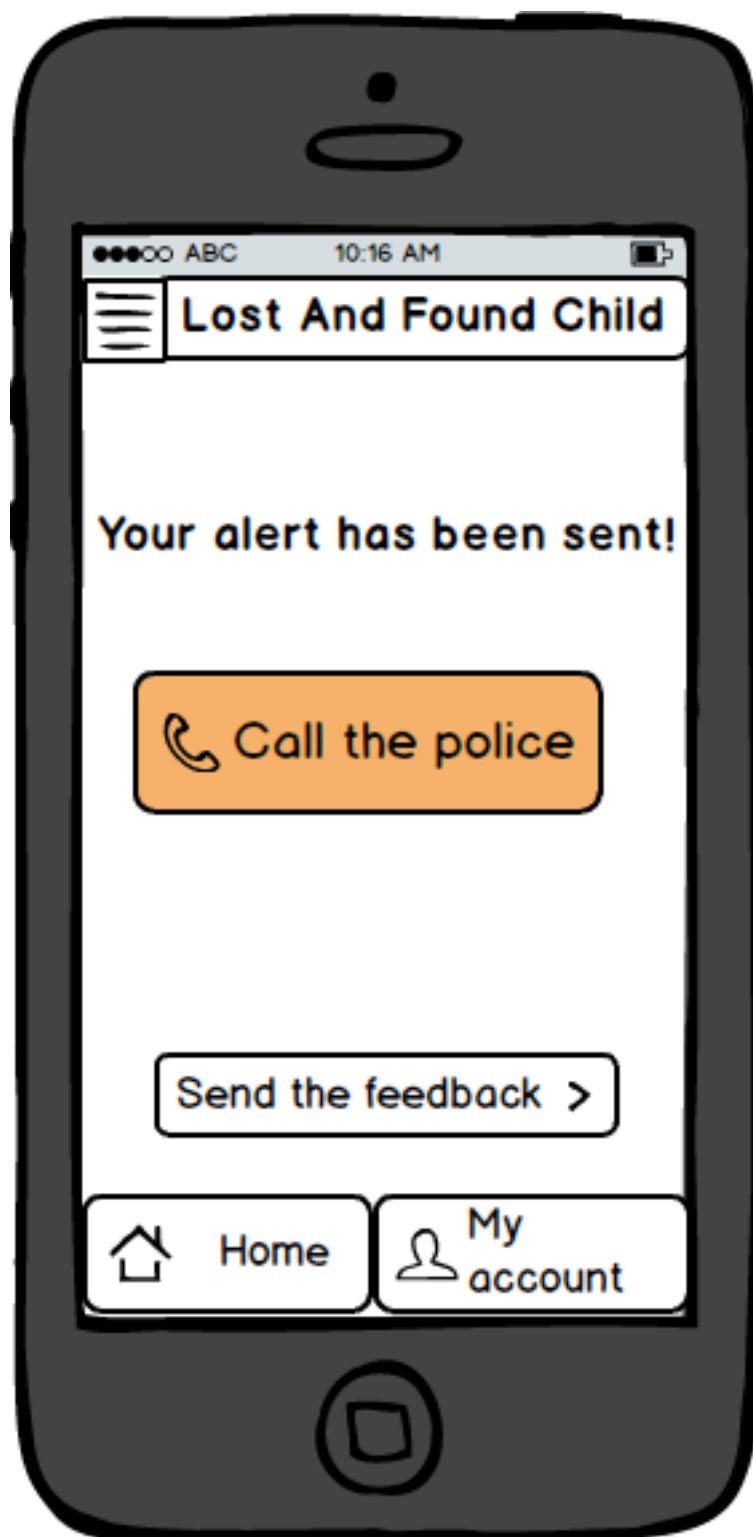 ABC 10:16 AM
Lost And Found Child
Your alert has been sent!
Call the police
Send the feedback >
Home
My
account